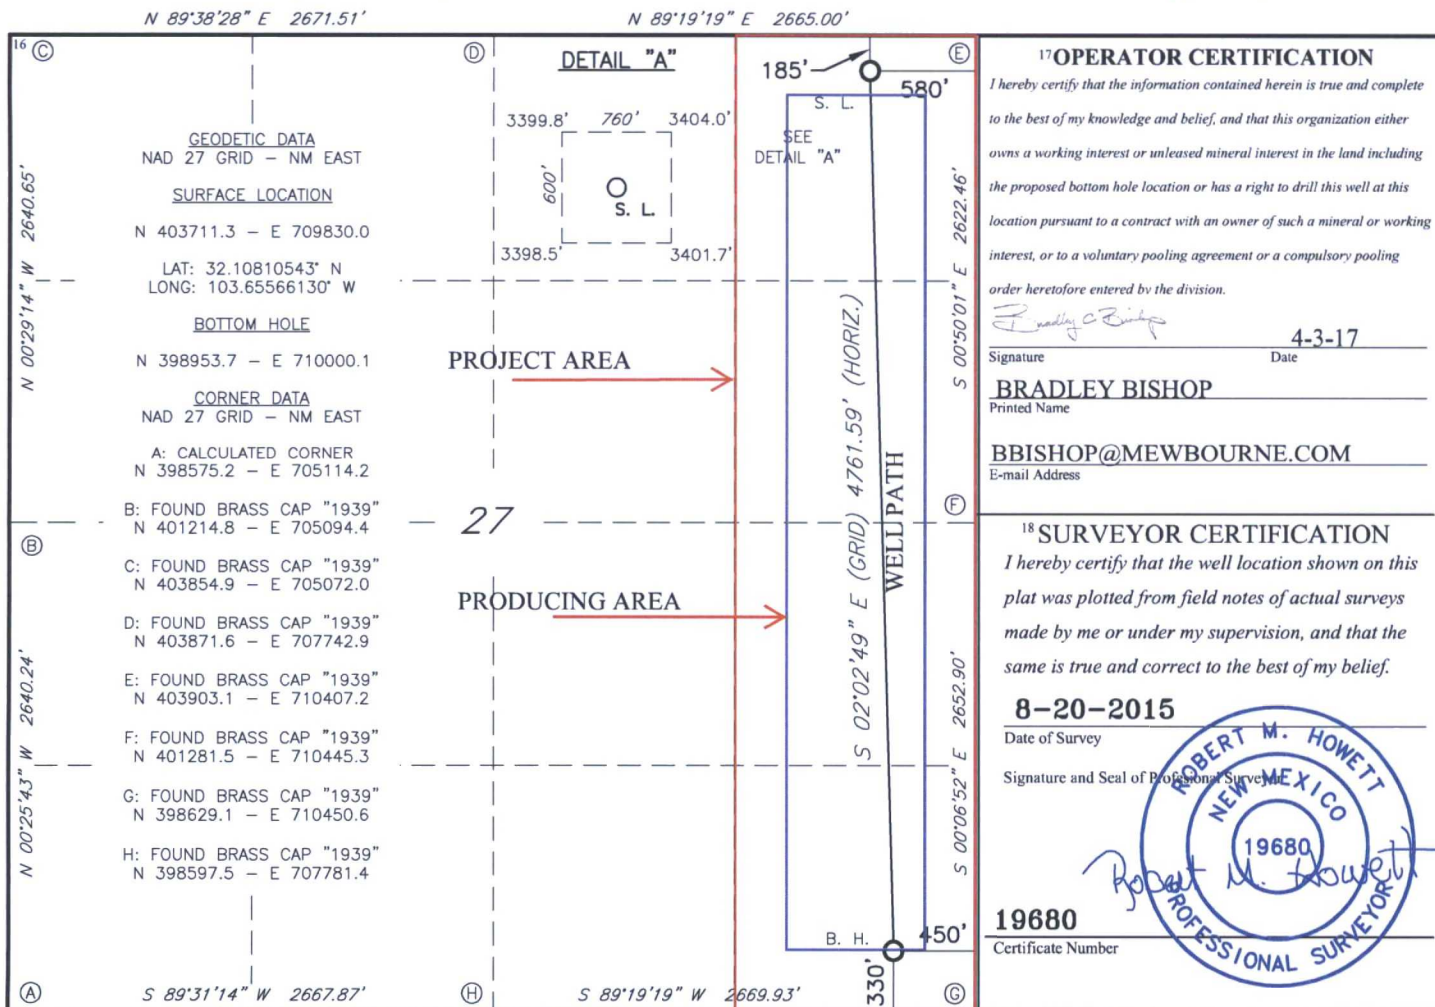 N 89°38'28" E 2671.51'
N 89°19'19" E 2665.00'
16 C
D
E
DETAIL "A"
3399.8' 760' 3404.0'
600'
S. L.
3398.5' 3401.7'
185'
580'
S. L.
SEE
DETAIL "A"
GEODETIC DATA
NAD 27 GRID – NM EAST
SURFACE LOCATION
N 403711.3 – E 709830.0
LAT: 32.10810543° N
LONG: 103.65566130° W
BOTTOM HOLE
N 398953.7 – E 710000.1
CORNER DATA
NAD 27 GRID – NM EAST
A: CALCULATED CORNER
N 398575.2 – E 705114.2
B: FOUND BRASS CAP "1939"
N 401214.8 – E 705094.4
C: FOUND BRASS CAP "1939"
N 403854.9 – E 705072.0
D: FOUND BRASS CAP "1939"
N 403871.6 – E 707742.9
E: FOUND BRASS CAP "1939"
N 403903.1 – E 710407.2
F: FOUND BRASS CAP "1939"
N 401281.5 – E 710445.3
G: FOUND BRASS CAP "1939"
N 398629.1 – E 710450.6
H: FOUND BRASS CAP "1939"
N 398597.5 – E 707781.4
N 00°29'14" W 2640.65'
N 00°25'43" W 2640.24'
B
27
PROJECT AREA
PRODUCING AREA
S 02°02'49" E (GRID) 4761.59' (HORIZ.)
WELL PATH
S 00°50'01" E 2622.46'
F
S 00°06'52" E 2652.90'
B. H.
450'
330'
A
S 89°31'14" W 2667.87'
H
S 89°19'19" W 2669.93'
G
17 OPERATOR CERTIFICATION
I hereby certify that the information contained herein is true and complete
to the best of my knowledge and belief, and that this organization either
owns a working interest or unleased mineral interest in the land including
the proposed bottom hole location or has a right to drill this well at this
location pursuant to a contract with an owner of such a mineral or working
interest, or to a voluntary pooling agreement or a compulsory pooling
order heretofore entered by the division.
Bradley C Bishop
4-3-17
Signature Date
BRADLEY BISHOP
Printed Name
BBISHOP@MEWBOURNE.COM
E-mail Address
18 SURVEYOR CERTIFICATION
I hereby certify that the well location shown on this
plat was plotted from field notes of actual surveys
made by me or under my supervision, and that the
same is true and correct to the best of my belief.
8-20-2015
Date of Survey
Signature and Seal of Professional Surveyor
ROBERT M. HOWETT
NEW MEXICO
19680
Robert M. Howett
PROFESSIONAL SURVEYOR
19680
Certificate Number